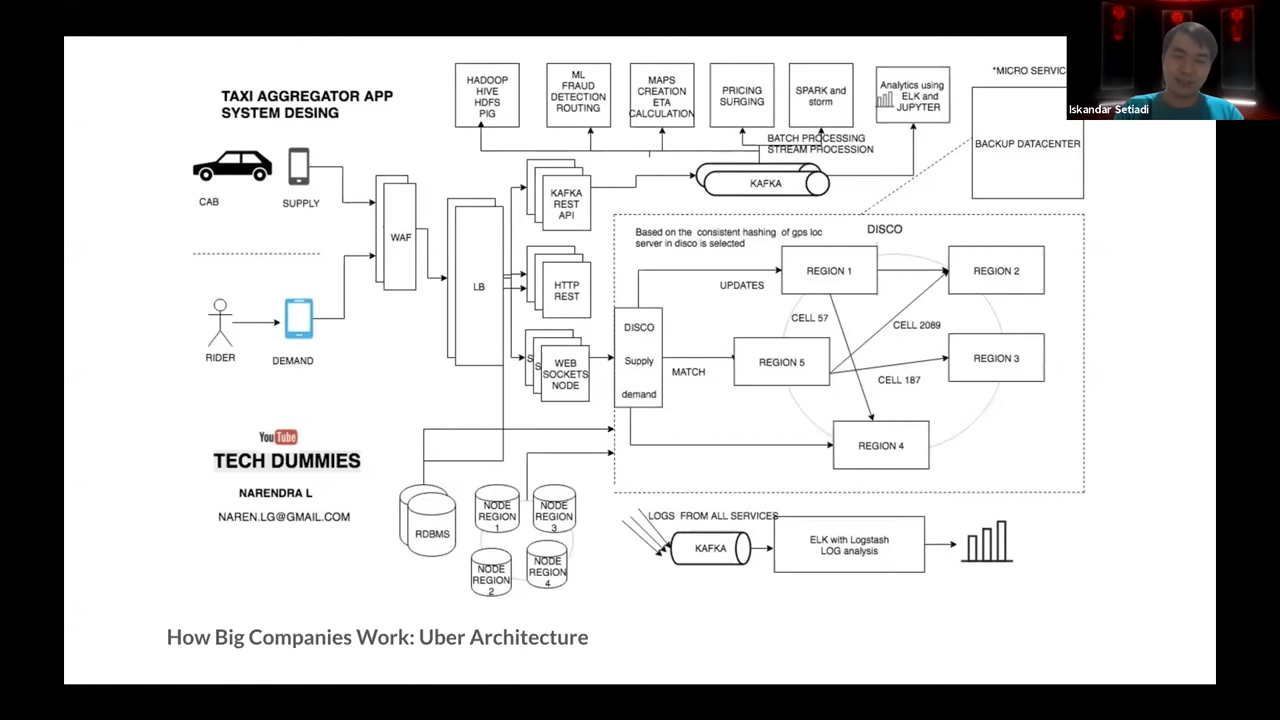 TAXI AGGREGATOR APP
SYSTEM DESING
CAB
SUPPLY
RIDER
DEMAND
YouTube
TECH DUMMIES
NARENDRA L
NAREN.LG@GMAIL.COM
WAF
LB
HADOOP
HIVE
HDFS
PIG
ML
FRAUD
DETECTION
ROUTING
MAPS
CREATION
ETA
CALCULATION
PRICING
SURGING
SPARK and
storm
Analytics using
ELK and
JUPYTER
*MICRO SERVIC
Iskandar Setiadi
BACKUP DATACENTER
BATCH PROCESSING
STREAM PROCESSION
KAFKA
KAFKA
REST
API
HTTP
REST
S
S
WEB
SOCKETS
NODE
Based on the consistent hashing of gps loc
server in disco is selected
DISCO
DISCO
Supply
demand
UPDATES
MATCH
REGION 1
REGION 2
REGION 3
REGION 4
REGION 5
CELL 57
CELL 2089
CELL 187
RDBMS
NODE
REGION
1
NODE
REGION
3
NODE
REGION
2
NODE
REGION
4
LOGS FROM ALL SERVICES
KAFKA
ELK with Logstash
LOG analysis
How Big Companies Work: Uber Architecture